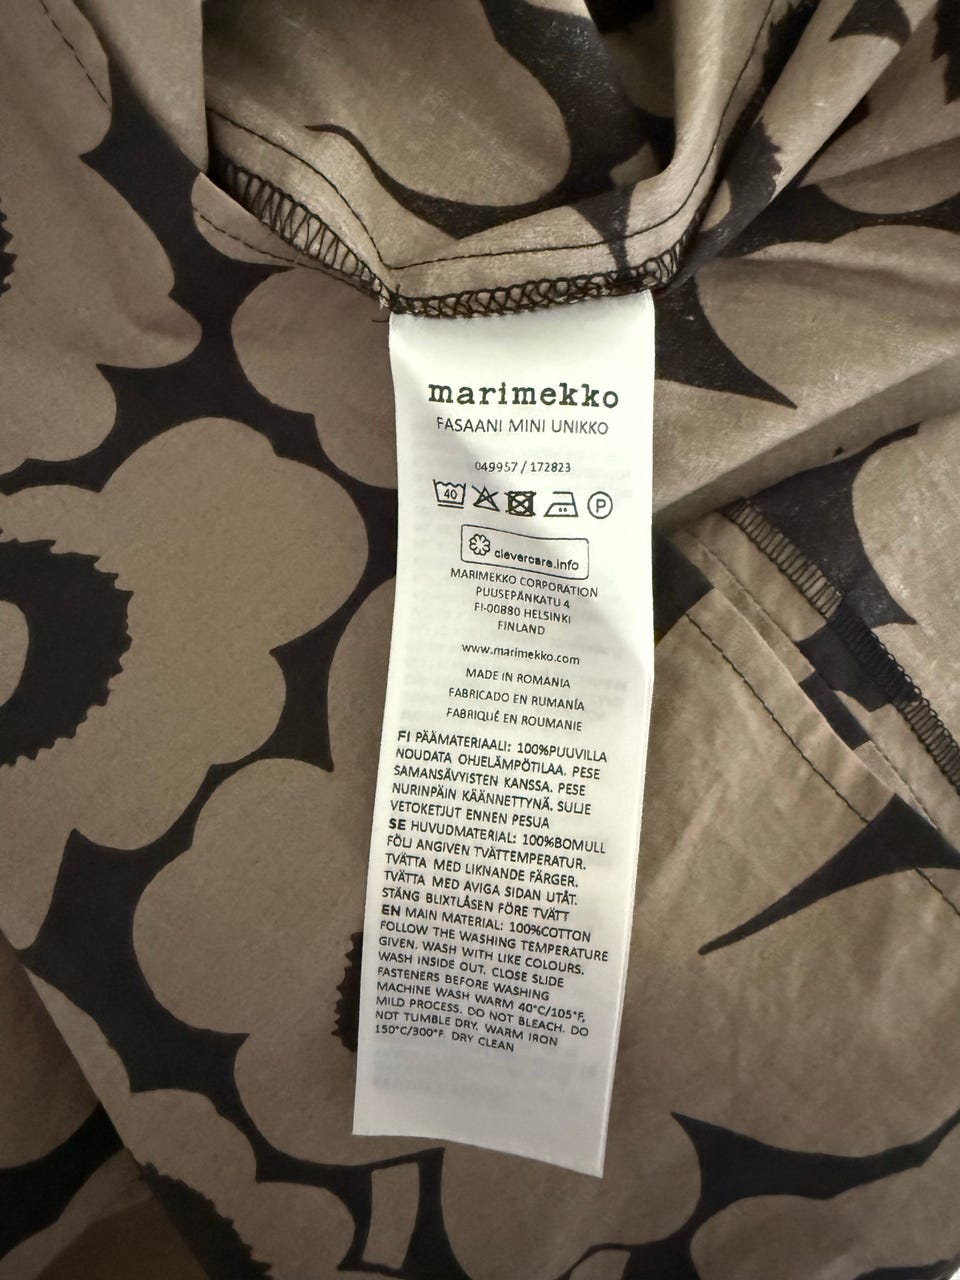 marimekko
FASAANI MINI UNIKKO
049957 / 172823
40
P
clevercare.info
MARIMEKKO CORPORATION
PUUSEPÄNKATU 4
FI-00880 HELSINKI
FINLAND
www.marimekko.com
MADE IN ROMANIA
FABRICADO EN RUMANÍA
FABRIQUÉ EN ROUMANIE
FI PÄÄMATERIAALI: 100%PUUVILLA
NOUDATA OHJELÄMPÖTILAA. PESE
SAMANSÄVYISTEN KANSSA. PESE
NURINPÄIN KÄÄNNETTYNÄ. SULJE
VETOKETJUT ENNEN PESUA
SE HUVUDMATERIAL: 100%BOMULL
FÖLJ ANGIVEN TVÄTTEMPERATUR.
TVÄTTA MED LIKNANDE FÄRGER.
TVÄTTA MED AVIGA SIDAN UTÅT.
STÄNG BLIXTLÅSEN FÖRE TVÄTT
EN MAIN MATERIAL: 100%COTTON
FOLLOW THE WASHING TEMPERATURE
GIVEN. WASH WITH LIKE COLOURS.
WASH INSIDE OUT. CLOSE SLIDE
FASTENERS BEFORE WASHING
MACHINE WASH WARM 40°C/105°F,
MILD PROCESS. DO NOT BLEACH. DO
NOT TUMBLE DRY. WARM IRON
150°C/300°F. DRY CLEAN